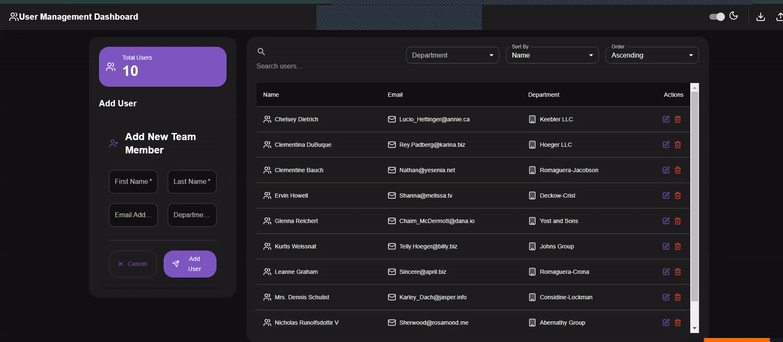 User Management Dashboard
Total Users
10
Add User
Add New Team
Member
First Name *
Last Name *
Email Add...
Departme...
Cancel
Add
User
Search users...
Department
Sort By
Name
Order
Ascending
Name Email Department Actions
Chelsey Dietrich Lucio_Hettinger@annie.ca Keebler LLC
Clementina DuBuque Rey.Padberg@karina.biz Hoeger LLC
Clementine Bauch Nathan@yesenia.net Romaguera-Jacobson
Ervin Howell Shanna@melissa.tv Deckow-Crist
Glenna Reichert Chaim_McDermott@dana.io Yost and Sons
Kurtis Weissnat Telly.Hoeger@billy.biz Johns Group
Leanne Graham Sincere@april.biz Romaguera-Crona
Mrs. Dennis Schulist Karley_Dach@jasper.info Considine-Lockman
Nicholas Runolfsdottir V Sherwood@rosamond.me Abernathy Group